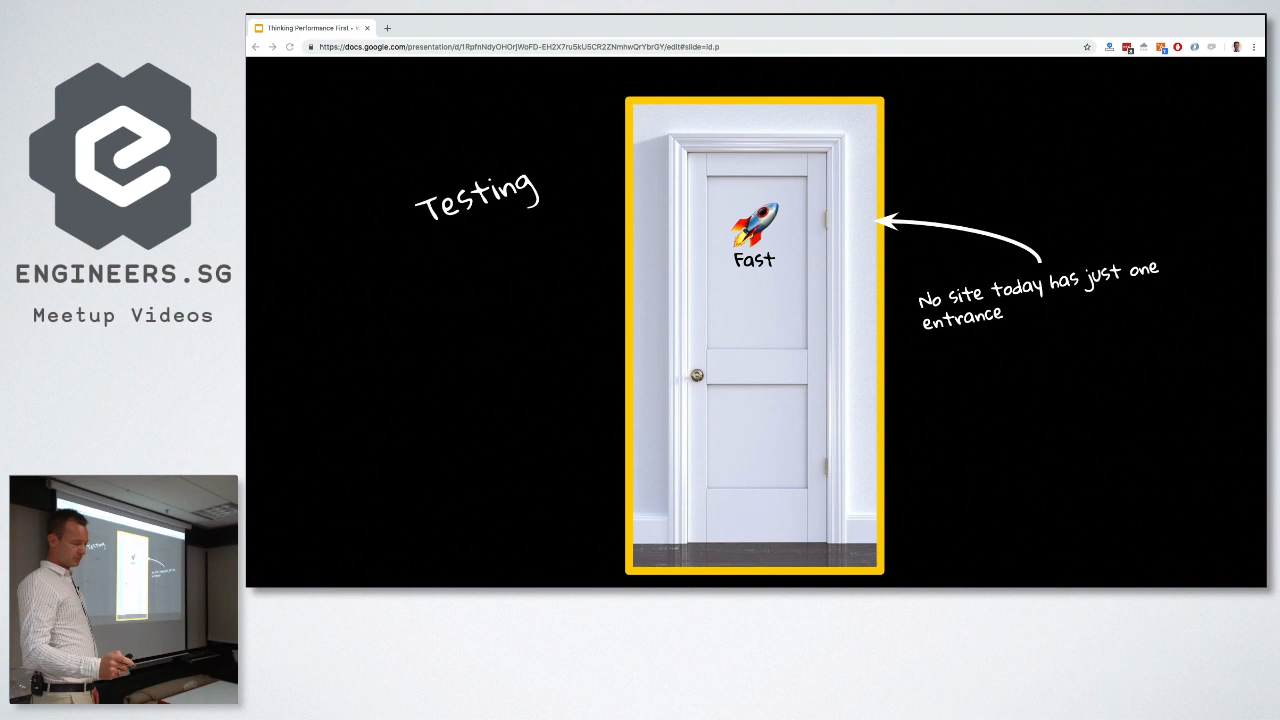 Thinking Performance First -
https://docs.google.com/presentation/d/1RpfnNdyOHOrjWoFD-EH2X7ru5kU5CR2ZNmhwQrYbrGY/edit#slide=id.p
ENGINEERS.SG
Meetup Videos
Testing
Fast
No site today has just one
entrance
Testing